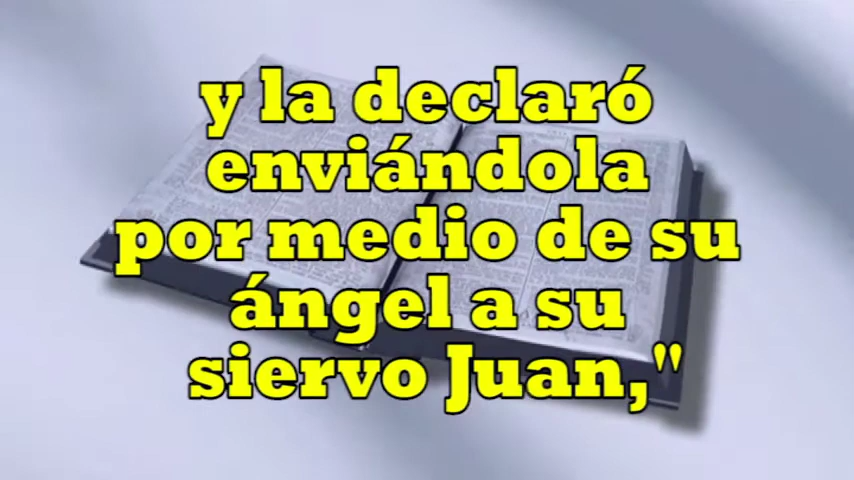 y la declaró
enviándola
por medio de su
ángel a su
siervo Juan,"